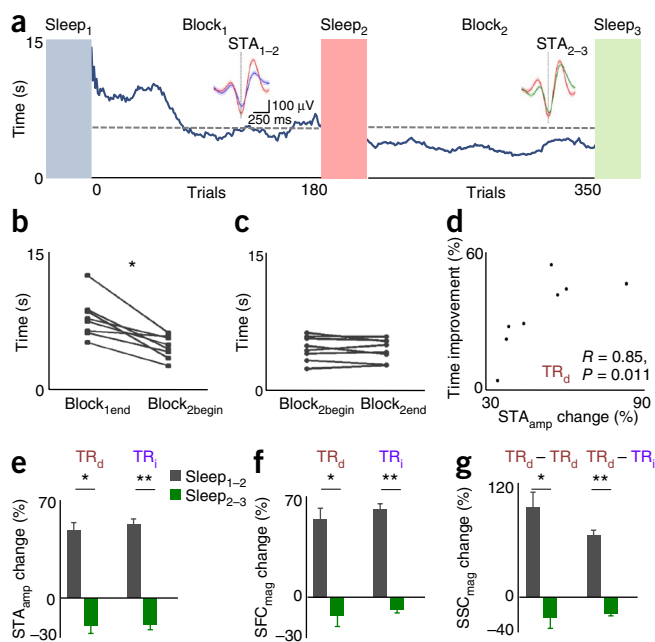 a
Sleep1 Block1 Sleep2 Block2 Sleep3
15
STA1–2 STA2–3
Time (s)
100 µV
250 ms
0
0 Trials 180 Trials 350
b c d
15 15 60
*
Time (s) Time (s) Time improvement (%)
R = 0.85,
TRd P = 0.011
0 0
Block1end Block2begin Block2begin Block2end
0
30 90
STAamp change (%)
e f g
TRd TRi TRd TRi TRd – TRd TRd – TRi
* ** * ** * **
Sleep1–2
Sleep2–3
70 70 120
STAamp change (%) SFCmag change (%) SSCmag change (%)
0 0 0
–30 –30 –40